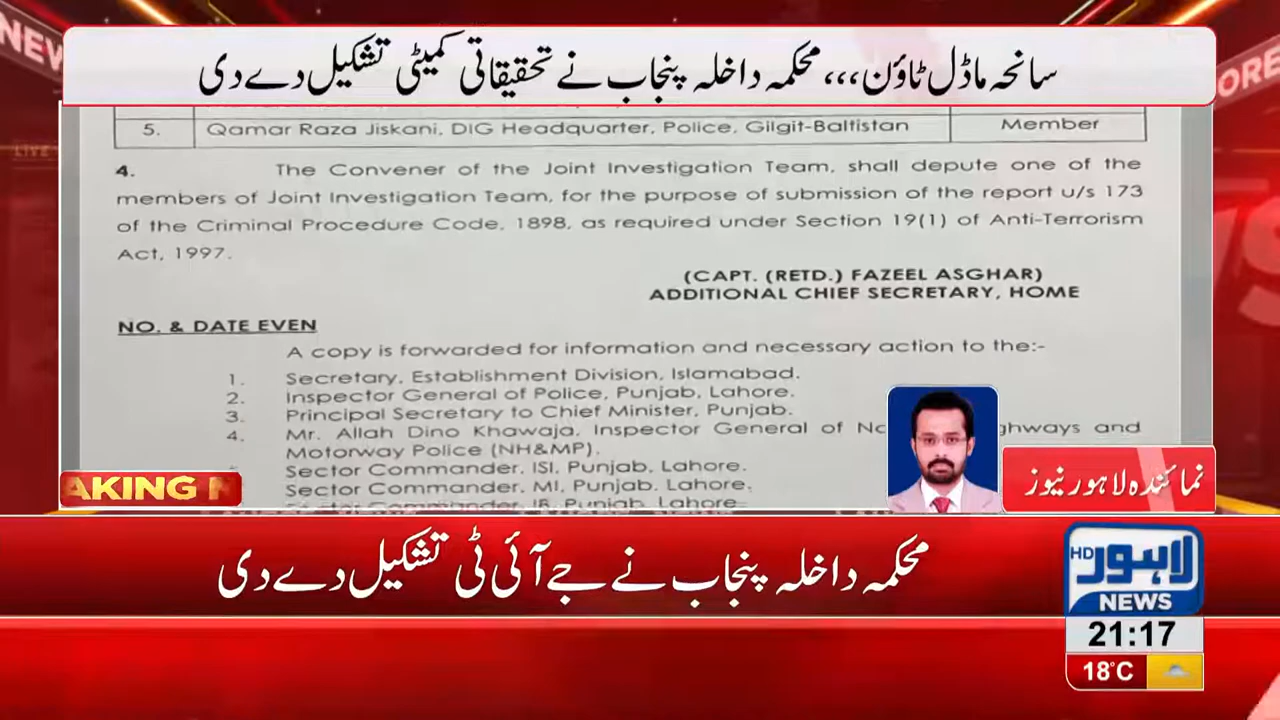 سانحہ ماڈل ٹاؤن،،، محکمہ داخلہ پنجاب نے تحقیقاتی کمیٹی تشکیل دے دی
5. Qamar Raza Jiskani, DIG Headquarter, Police, Gilgit-Baltistan Member
4. The Convener of the Joint Investigation Team, shall depute one of the
members of Joint Investigation Team, for the purpose of submission of the report u/s 173
of the Criminal Procedure Code, 1898, as required under Section 19(1) of Anti-Terrorism
Act, 1997.
(CAPT. (RETD.) FAZEEL ASGHAR)
ADDITIONAL CHIEF SECRETARY, HOME
NO. & DATE EVEN
A copy is forwarded for information and necessary action to the:-
1. Secretary, Establishment Division, Islamabad.
2. Inspector General of Police, Punjab, Lahore.
3. Principal Secretary to Chief Minister, Punjab.
4. Mr. Allah Dino Khawaja, Inspector General of ghways and
Motorway Police (NH&MP).
Sector Commander, ISI, Punjab, Lahore.
Sector Commander, MI, Punjab, Lahore.
Sector Commander, IB, Punjab, Lahore
AKING
نمائندہ لاہور نیوز
محکمہ داخلہ پنجاب نے جے آئی ٹی تشکیل دے دی
HD لاہور
NEWS
21:17
18°C